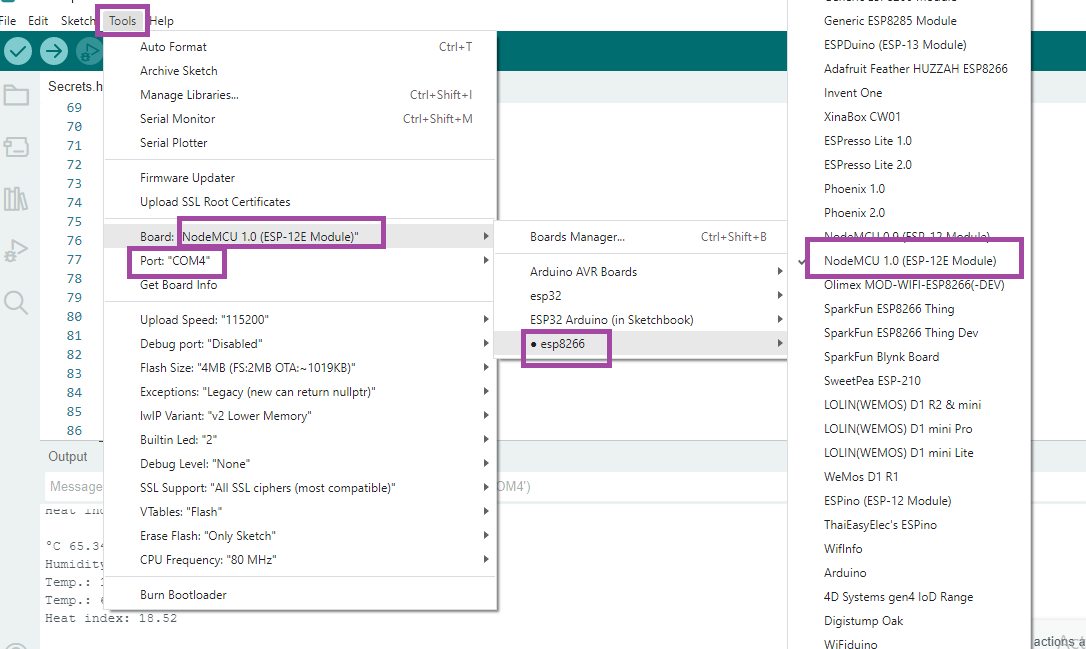 File Edit Sketch Tools Help
Secrets.h
69
70
71
72
73
74
75
76
77
78
79
80
81
82
83
84
85
86
Auto Format Ctrl+T
Archive Sketch
Manage Libraries... Ctrl+Shift+I
Serial Monitor Ctrl+Shift+M
Serial Plotter
Firmware Updater
Upload SSL Root Certificates
Board: NodeMCU 1.0 (ESP-12E Module)"
Port: "COM4"
Get Board Info
Upload Speed: "115200"
Debug port: "Disabled"
Flash Size: "4MB (FS:2MB OTA:~1019KB)"
Exceptions: "Legacy (new can return nullptr)"
lwIP Variant: "v2 Lower Memory"
Builtin Led: "2"
Debug Level: "None"
SSL Support: "All SSL ciphers (most compatible)"
VTables: "Flash"
Erase Flash: "Only Sketch"
CPU Frequency: "80 MHz"
Burn Bootloader
Boards Manager... Ctrl+Shift+B
Arduino AVR Boards
esp32
ESP32 Arduino (in Sketchbook)
● esp8266
Generic ESP8285 Module
ESPDuino (ESP-13 Module)
Adafruit Feather HUZZAH ESP8266
Invent One
XinaBox CW01
ESPresso Lite 1.0
ESPresso Lite 2.0
Phoenix 1.0
Phoenix 2.0
NodeMCU 0.9 (ESP-12 Module)
✓ NodeMCU 1.0 (ESP-12E Module)
Olimex MOD-WIFI-ESP8266(-DEV)
SparkFun ESP8266 Thing
SparkFun ESP8266 Thing Dev
SparkFun Blynk Board
SweetPea ESP-210
LOLIN(WEMOS) D1 R2 & mini
LOLIN(WEMOS) D1 mini Pro
LOLIN(WEMOS) D1 mini Lite
WeMos D1 R1
ESPino (ESP-12 Module)
ThaiEasyElec's ESPino
WifInfo
Arduino
4D Systems gen4 IoD Range
Digistump Oak
WiFiduino
Output
Message OM4')
Heat
°C 65.34
Humidity
Temp.:
Temp.:
Heat index: 18.52
actions a